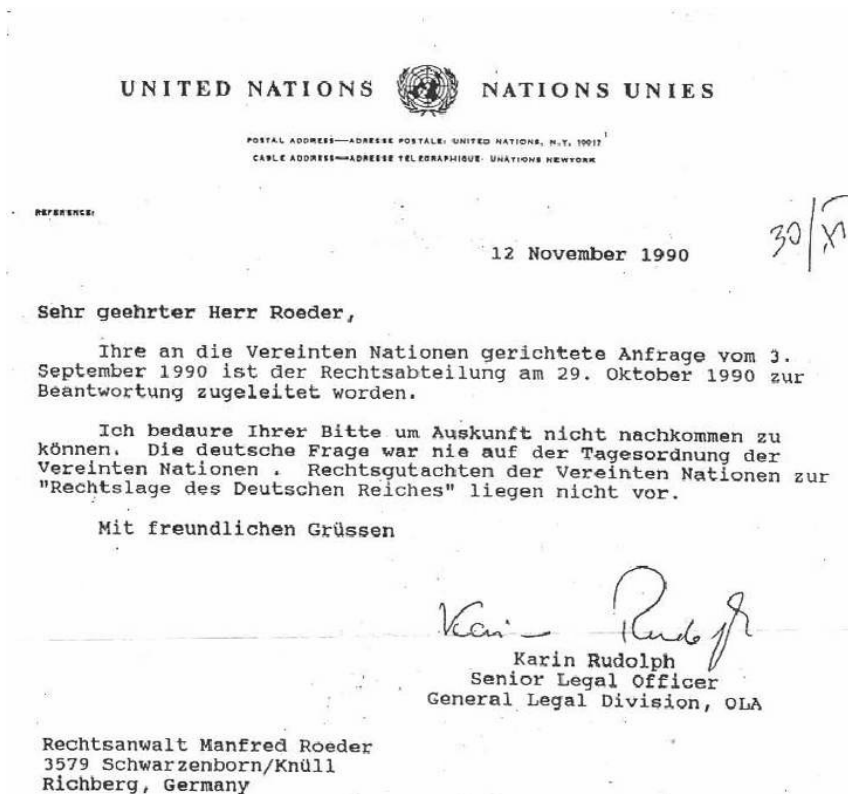 UNITED NATIONS NATIONS UNIES
POSTAL ADDRESS—ADRESSE POSTALE: UNITED NATIONS, N.Y. 10017
CABLE ADDRESS—ADRESSE TELEGRAPHIQUE: UNATIONS NEWYORK
REFERENCE:
30/XI
12 November 1990
Sehr geehrter Herr Roeder,
Ihre an die Vereinten Nationen gerichtete Anfrage vom 3.
September 1990 ist der Rechtsabteilung am 29. Oktober 1990 zur
Beantwortung zugeleitet worden.
Ich bedaure Ihrer Bitte um Auskunft nicht nachkommen zu
können. Die deutsche Frage war nie auf der Tagesordnung der
Vereinten Nationen . Rechtsgutachten der Vereinten Nationen zur
"Rechtslage des Deutschen Reiches" liegen nicht vor.
Mit freundlichen Grüssen
Karin Rudolph
Karin Rudolph
Senior Legal Officer
General Legal Division, OLA
Rechtsanwalt Manfred Roeder
3579 Schwarzenborn/Knüll
Richberg, Germany